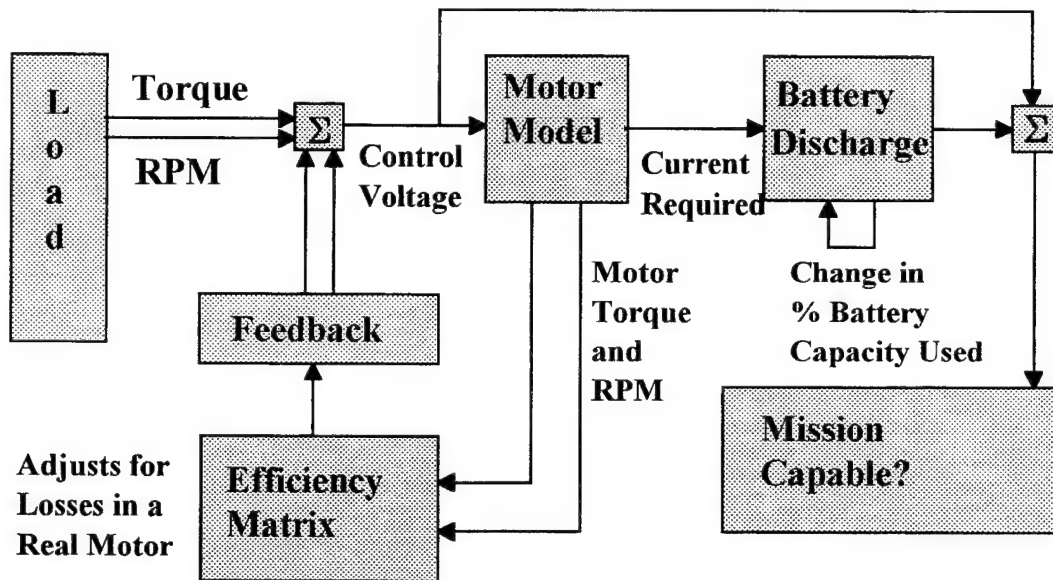 L
o
a
d
Torque
RPM
Σ
Control
Voltage
Motor
Model
Current
Required
Battery
Discharge
Σ
Feedback
Motor
Torque
and
RPM
Change in
% Battery
Capacity Used
Adjusts for
Losses in a
Real Motor
Efficiency
Matrix
Mission
Capable?